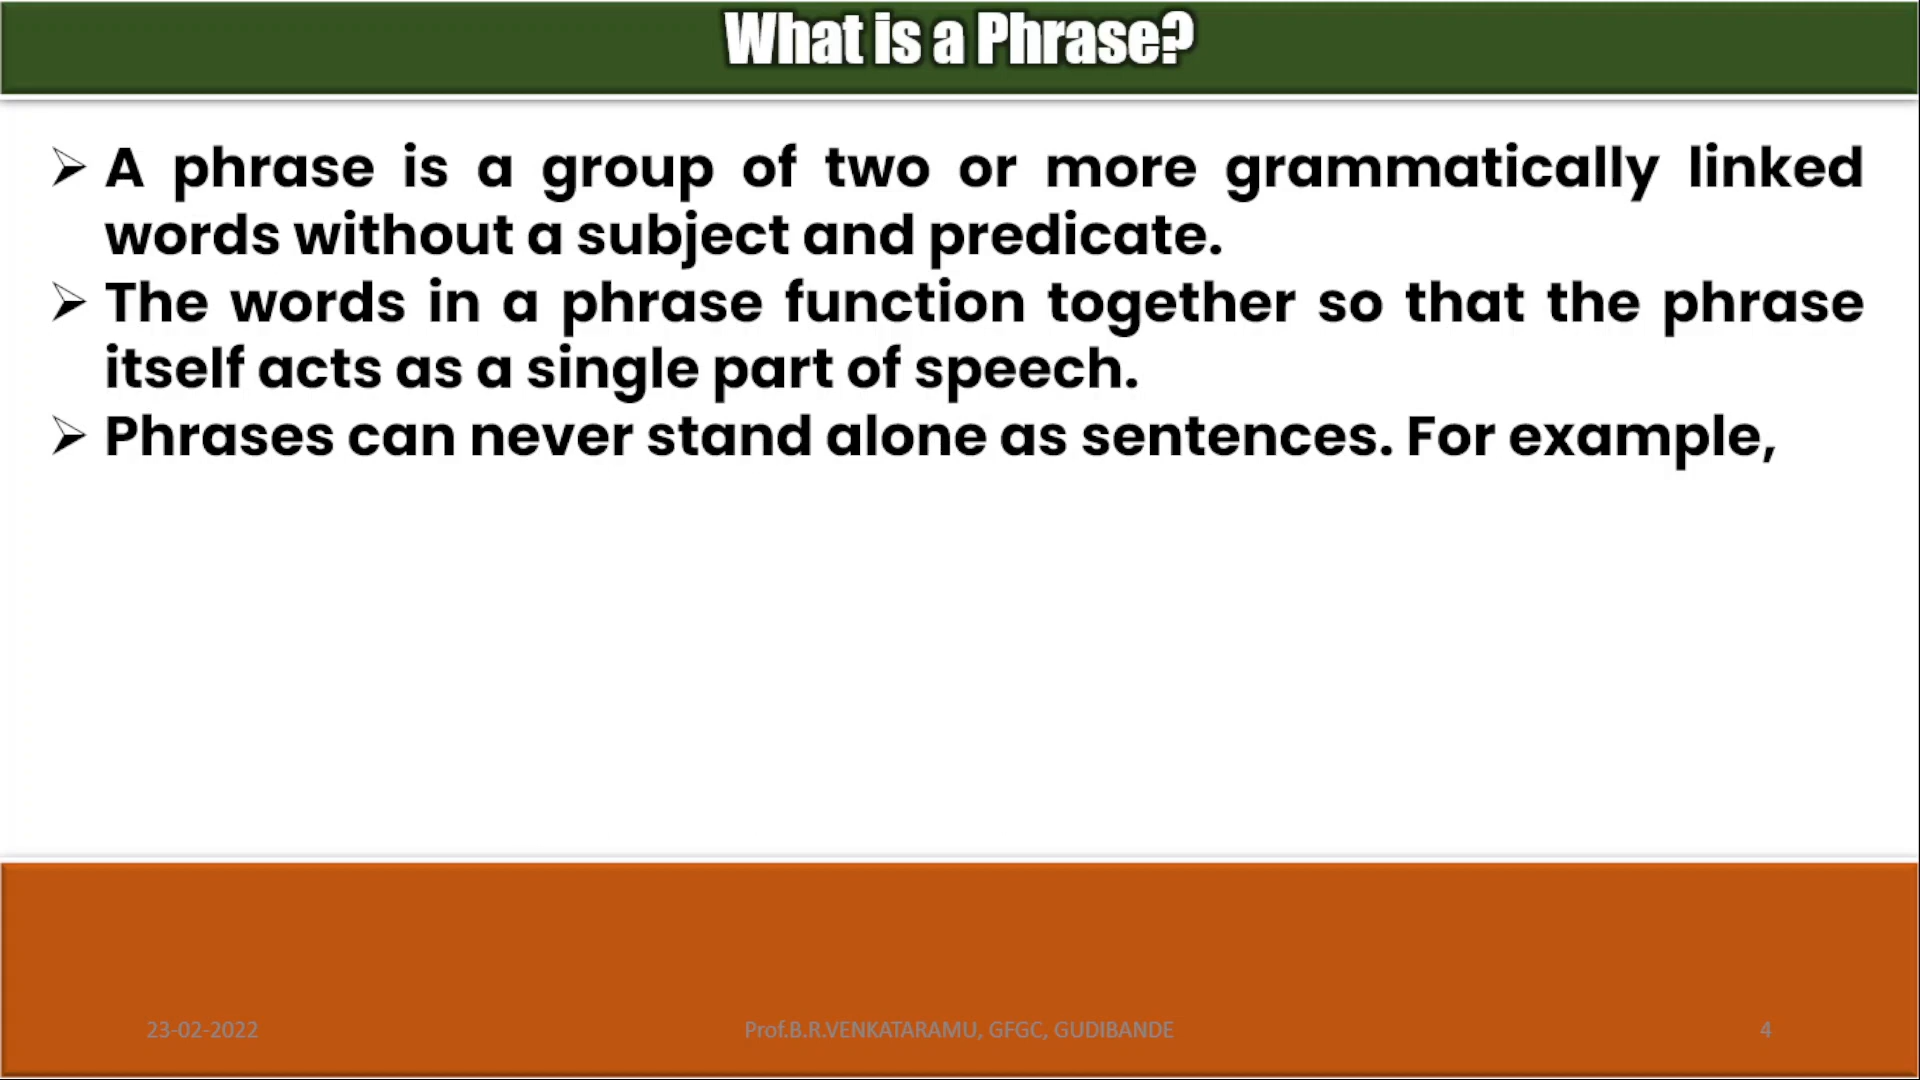 What is a Phrase?
➢ A phrase is a group of two or more grammatically linked
words without a subject and predicate.
➢ The words in a phrase function together so that the phrase
itself acts as a single part of speech.
➢ Phrases can never stand alone as sentences. For example,
23-02-2022
Prof.B.R.VENKATARAMU, GFGC, GUDIBANDE
4